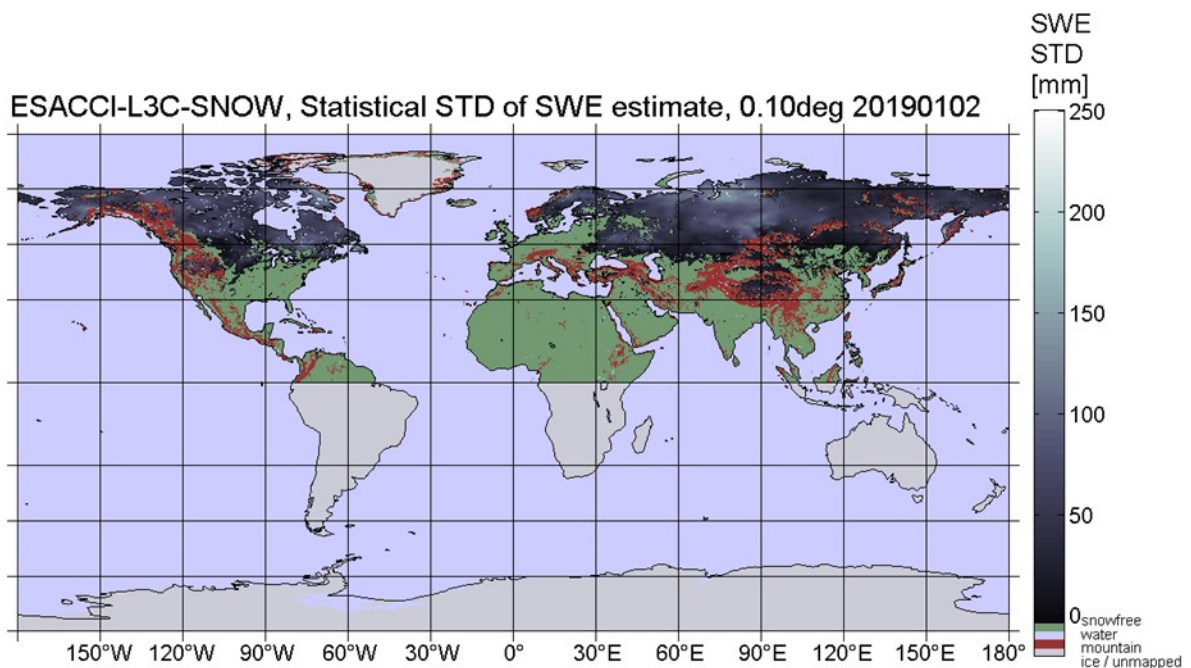 SWE
STD
[mm]
ESACCI-L3C-SNOW, Statistical STD of SWE estimate, 0.10deg 20190102
250
200
150
100
50
0
snowfree
water
mountain
ice / unmapped
150°W 120°W 90°W 60°W 30°W 0° 30°E 60°E 90°E 120°E 150°E 180°E